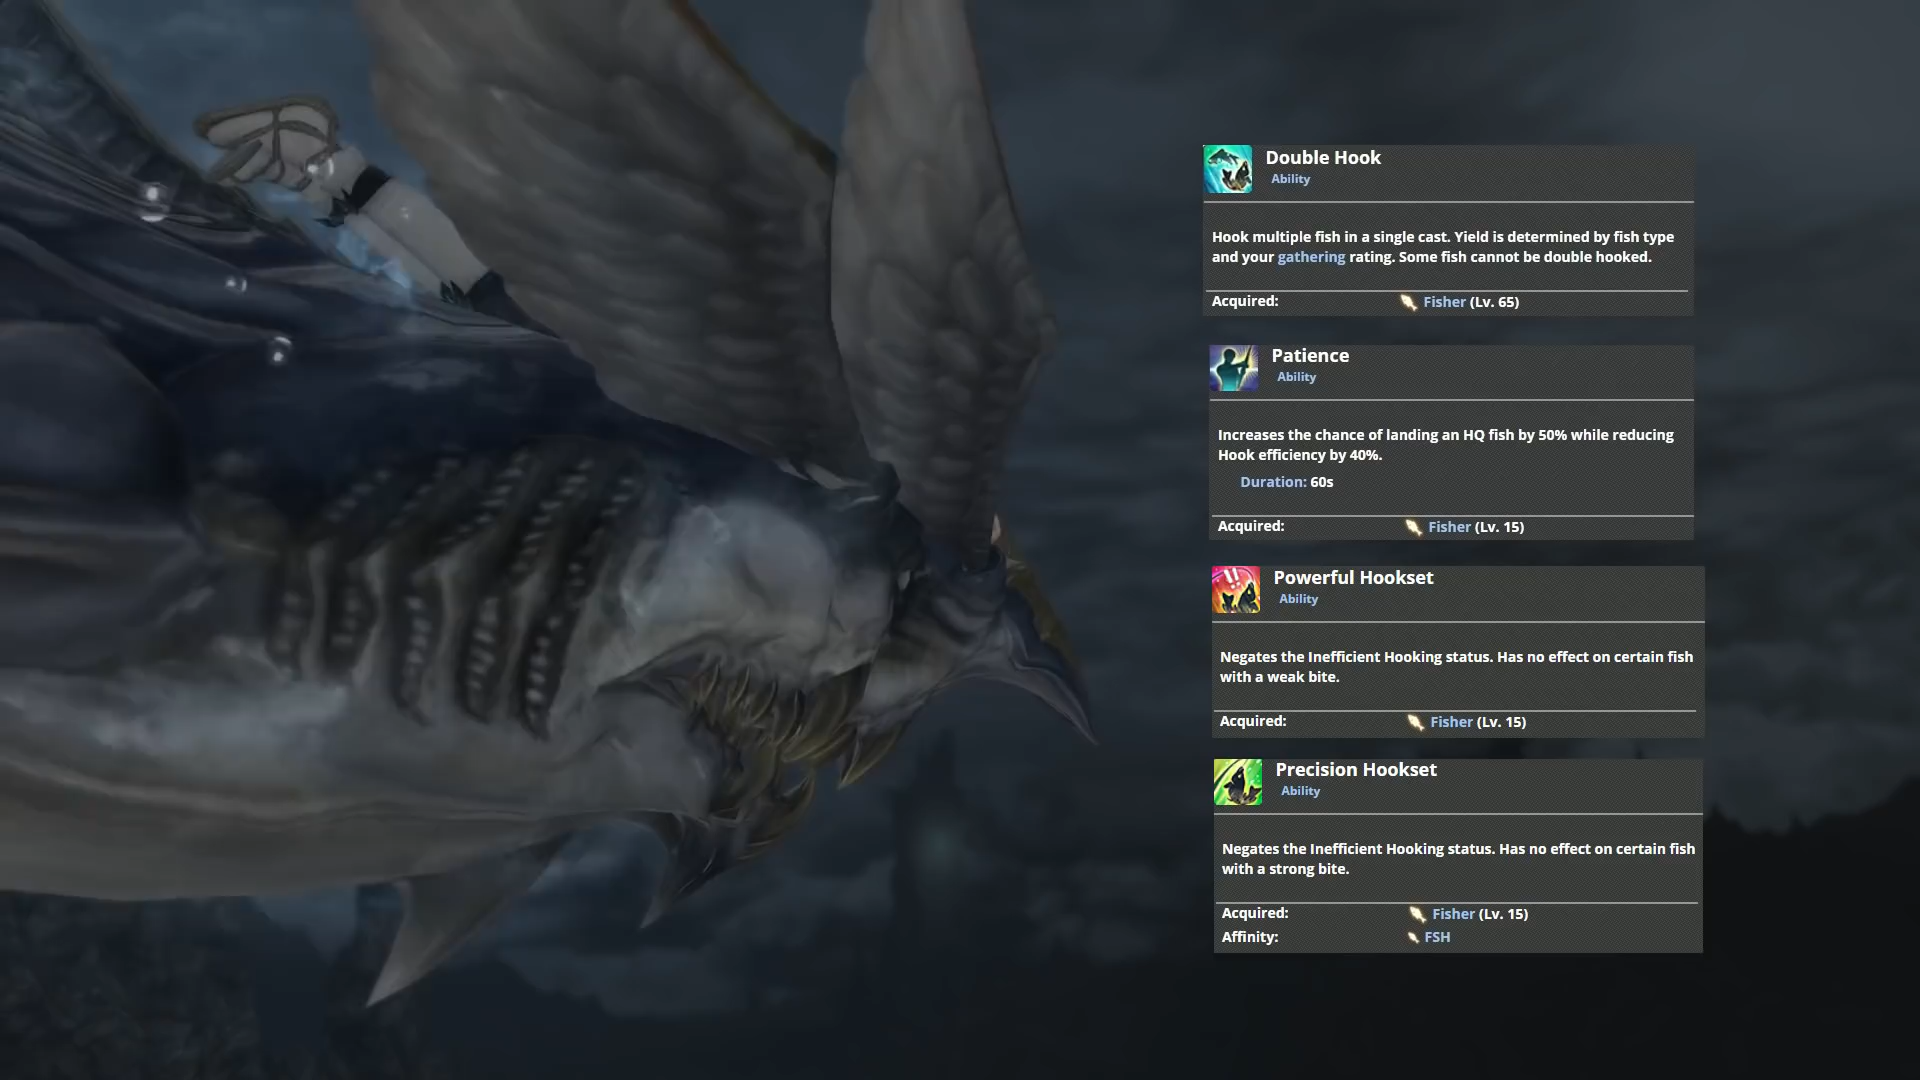 Double Hook
Ability
Hook multiple fish in a single cast. Yield is determined by fish type
and your gathering rating. Some fish cannot be double hooked.
Acquired: Fisher (Lv. 65)
Patience
Ability
Increases the chance of landing an HQ fish by 50% while reducing
Hook efficiency by 40%.
Duration: 60s
Acquired: Fisher (Lv. 15)
Powerful Hookset
Ability
Negates the Inefficient Hooking status. Has no effect on certain fish
with a weak bite.
Acquired: Fisher (Lv. 15)
Precision Hookset
Ability
Negates the Inefficient Hooking status. Has no effect on certain fish
with a strong bite.
Acquired: Fisher (Lv. 15)
Affinity: FSH